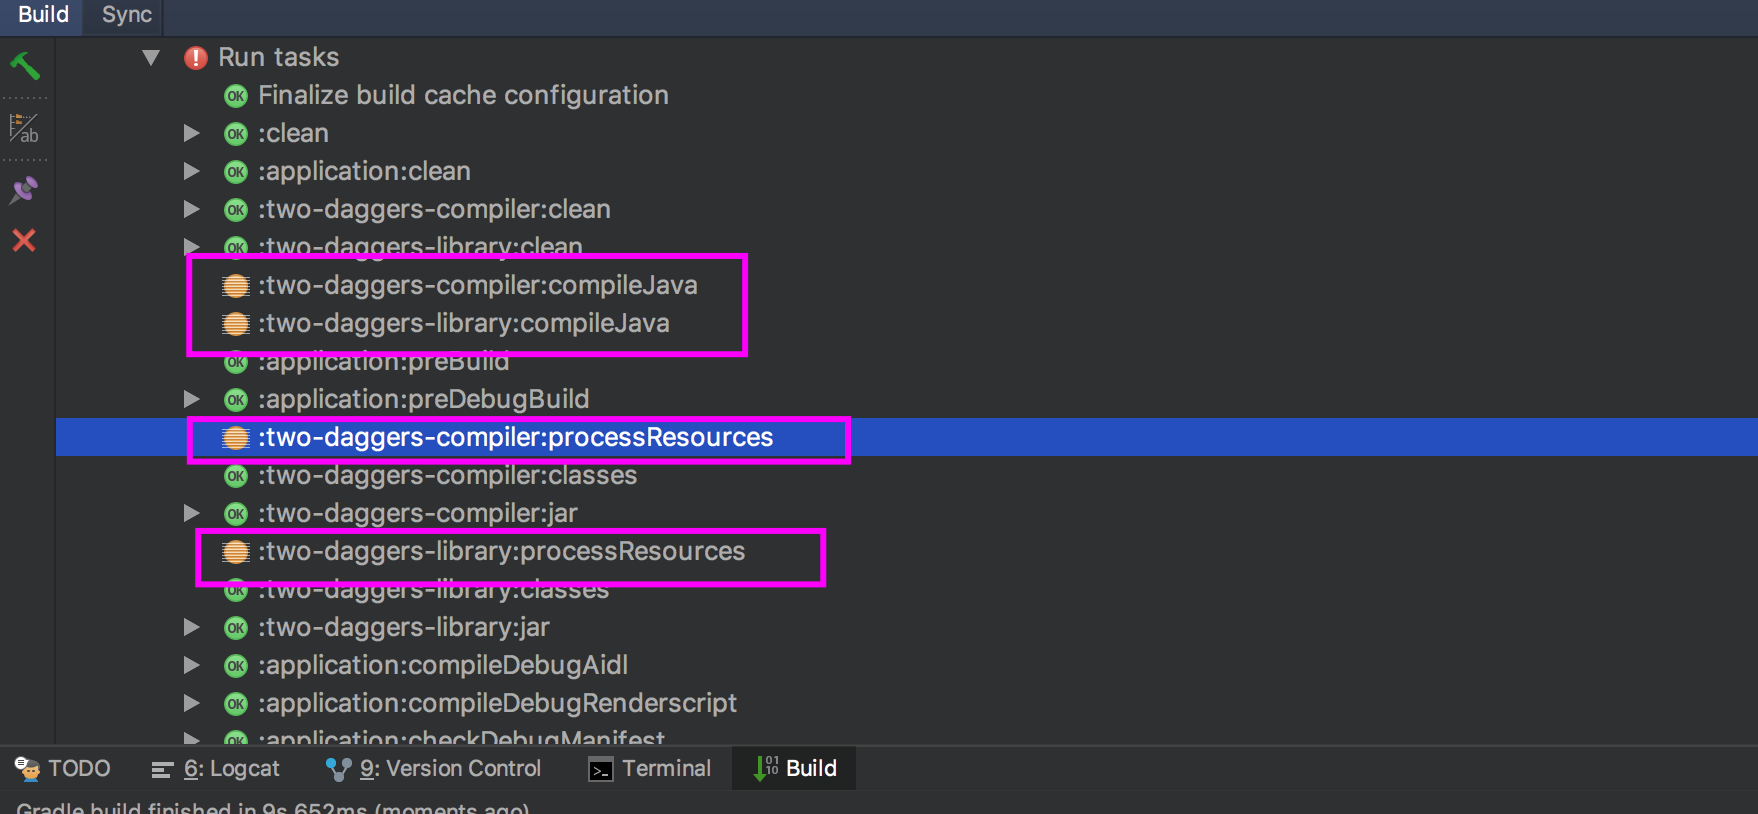 Build Sync
Run tasks
OK Finalize build cache configuration
OK :clean
OK :application:clean
OK :two-daggers-compiler:clean
OK :two-daggers-library:clean
:two-daggers-compiler:compileJava
:two-daggers-library:compileJava
OK :application:preBuild
OK :application:preDebugBuild
:two-daggers-compiler:processResources
OK :two-daggers-compiler:classes
OK :two-daggers-compiler:jar
:two-daggers-library:processResources
OK :two-daggers-library:classes
OK :two-daggers-library:jar
OK :application:compileDebugAidl
OK :application:compileDebugRenderscript
OK :application:checkDebugManifest
ab
TODO 6: Logcat 9: Version Control Terminal Build
Gradle build finished in 9s 652ms (moments ago)